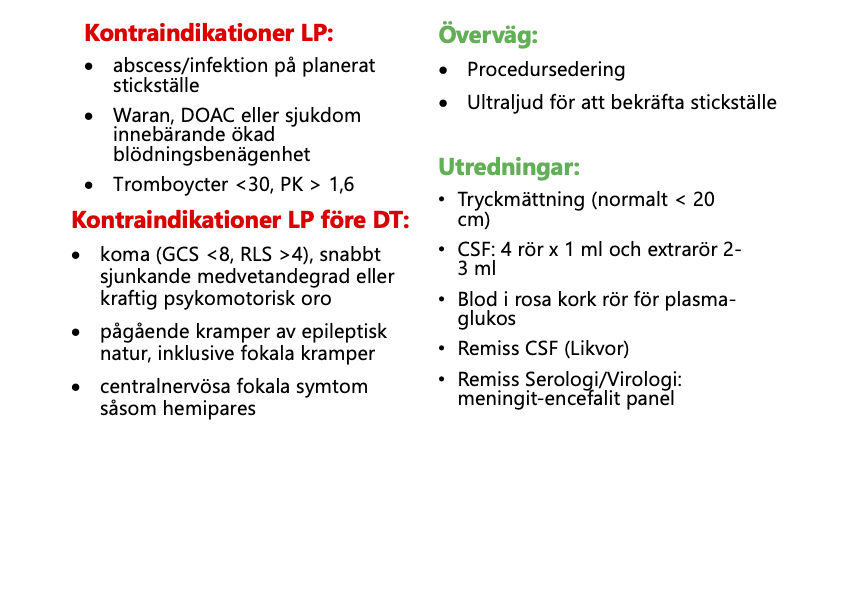 Kontraindikationer LP:
• abscess/infektion på planerat
stickställe
• Waran, DOAC eller sjukdom
innebärande ökad
blödningsbenägenhet
• Tromboycter <30, PK > 1,6
Kontraindikationer LP före DT:
• koma (GCS <8, RLS >4), snabbt
sjunkande medvetandegrad eller
kraftig psykomotorisk oro
• pågående kramper av epileptisk
natur, inklusive fokala kramper
• centralnervösa fokala symtom
såsom hemipares
Överväg:
• Procedursedering
• Ultraljud för att bekräfta stickställe
Utredningar:
• Tryckmättning (normalt < 20
cm)
• CSF: 4 rör x 1 ml och extrarör 2-
3 ml
• Blod i rosa kork rör för plasma-
glukos
• Remiss CSF (Likvor)
• Remiss Serologi/Virologi:
meningit-encefalit panel